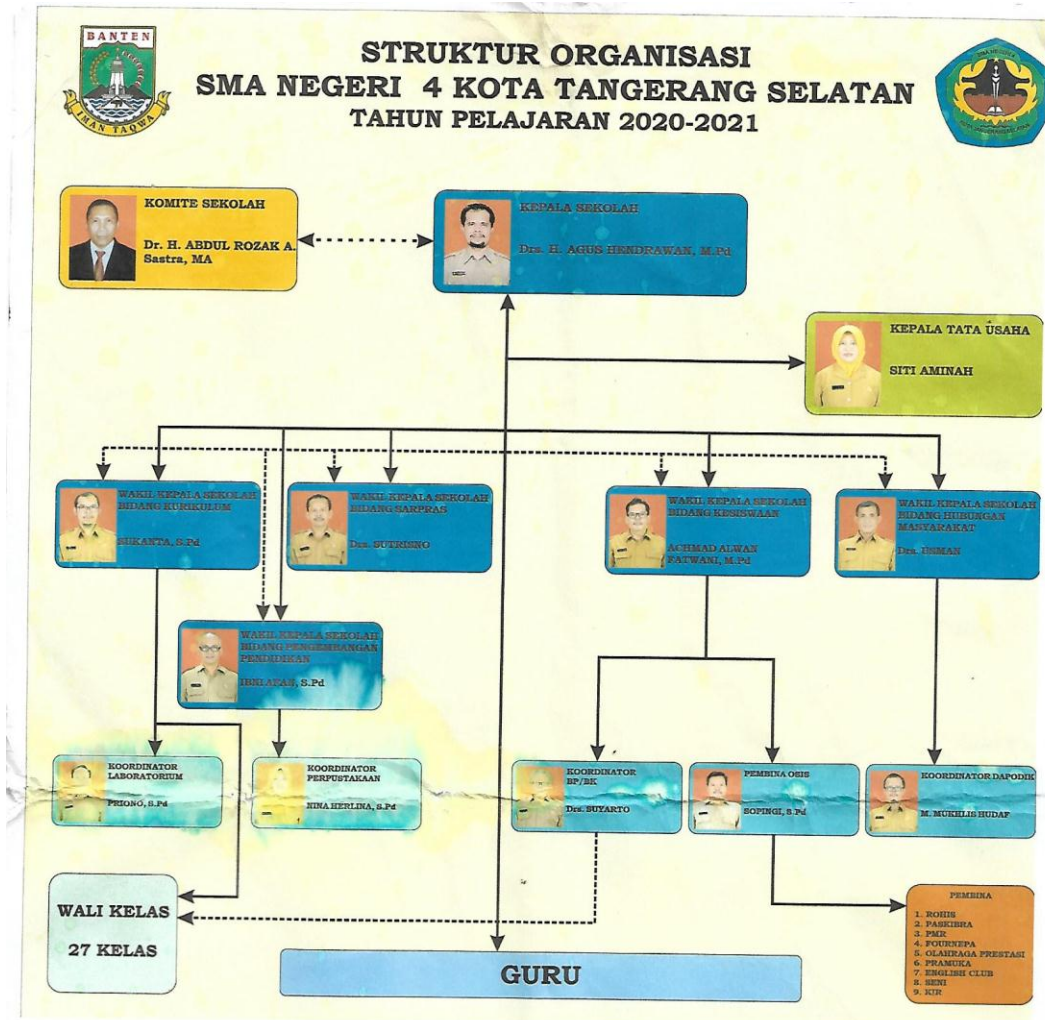 BANTEN
IMAN TAQWA
STRUKTUR ORGANISASI
SMA NEGERI 4 KOTA TANGERANG SELATAN
TAHUN PELAJARAN 2020-2021
KOMITE SEKOLAH
Dr. H. ABDUL ROZAK A.
Sastra, MA
KEPALA SEKOLAH
Drs. H. AGUS HENDRAWAN, M.Pd
KEPALA TATA USAHA
SITI AMINAH
WAKIL KEPALA SEKOLAH
BIDANG KURIKULUM
SUKANTA, S.Pd
WAKIL KEPALA SEKOLAH
BIDANG SARPRAS
Drs. SUTRISNO
WAKIL KEPALA SEKOLAH
BIDANG KESISWAAN
ACHMAD ALWAN
FATWANI, M.Pd
WAKIL KEPALA SEKOLAH
BIDANG HUBUNGAN
MASYARAKAT
Drs. USMAN
WAKIL KEPALA SEKOLAH
BIDANG PENGEMBANGAN
PENDIDIKAN
S.Pd
KOORDINATOR
LABORATORIUM
PRIONO, S.Pd
KOORDINATOR
PERPUSTAKAAN
NINA HERLINA, S.Pd
KOORDINATOR
BP/BK
Drs. SUYARTO
PEMBINA OSIS
SOPINGI, S.Pd
KOORDINATOR DAPODIK
M. MUKHLIS HUDAF
WALI KELAS
27 KELAS
GURU
PEMBINA
1. ROHIS
2. PASKIBRA
3. PMR
4. FOURNEPA
5. OLAHRAGA PRESTASI
6. PRAMUKA
7. ENGLISH CLUB
8. SENI
9. KIR